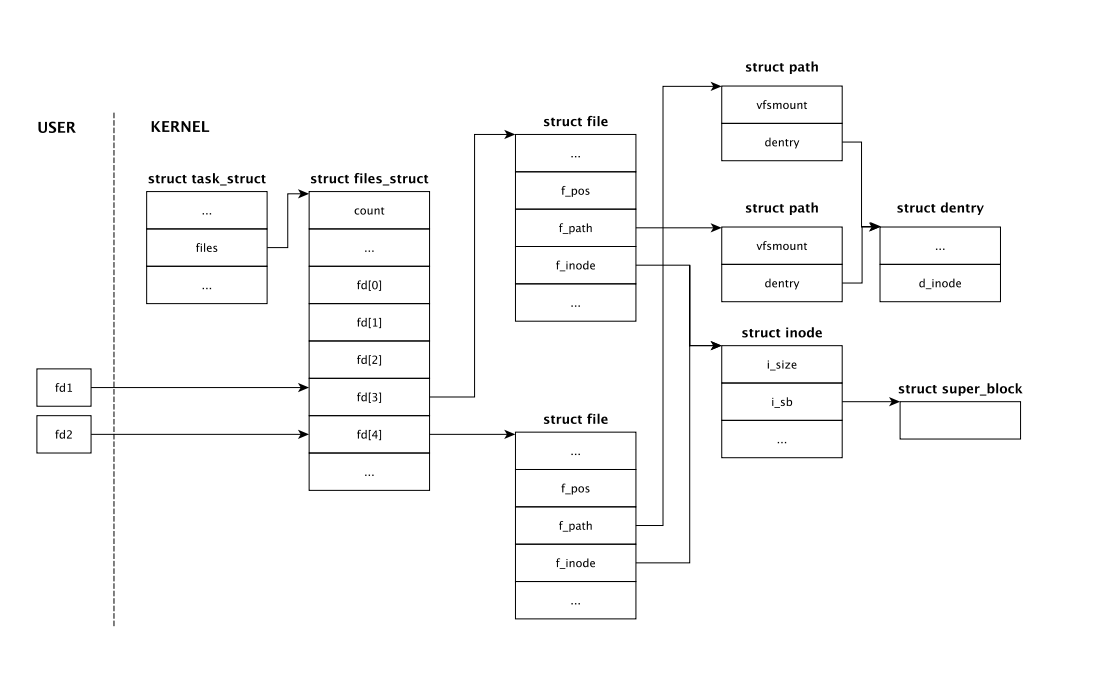 USER
KERNEL
struct task_struct
...
files
...
struct files_struct
count
...
fd[0]
fd[1]
fd[2]
fd[3]
fd[4]
...
fd1
fd2
struct file
...
f_pos
f_path
f_inode
...
struct file
...
f_pos
f_path
f_inode
...
struct path
vfsmount
dentry
struct path
vfsmount
dentry
struct dentry
...
d_inode
struct inode
i_size
i_sb
...
struct super_block